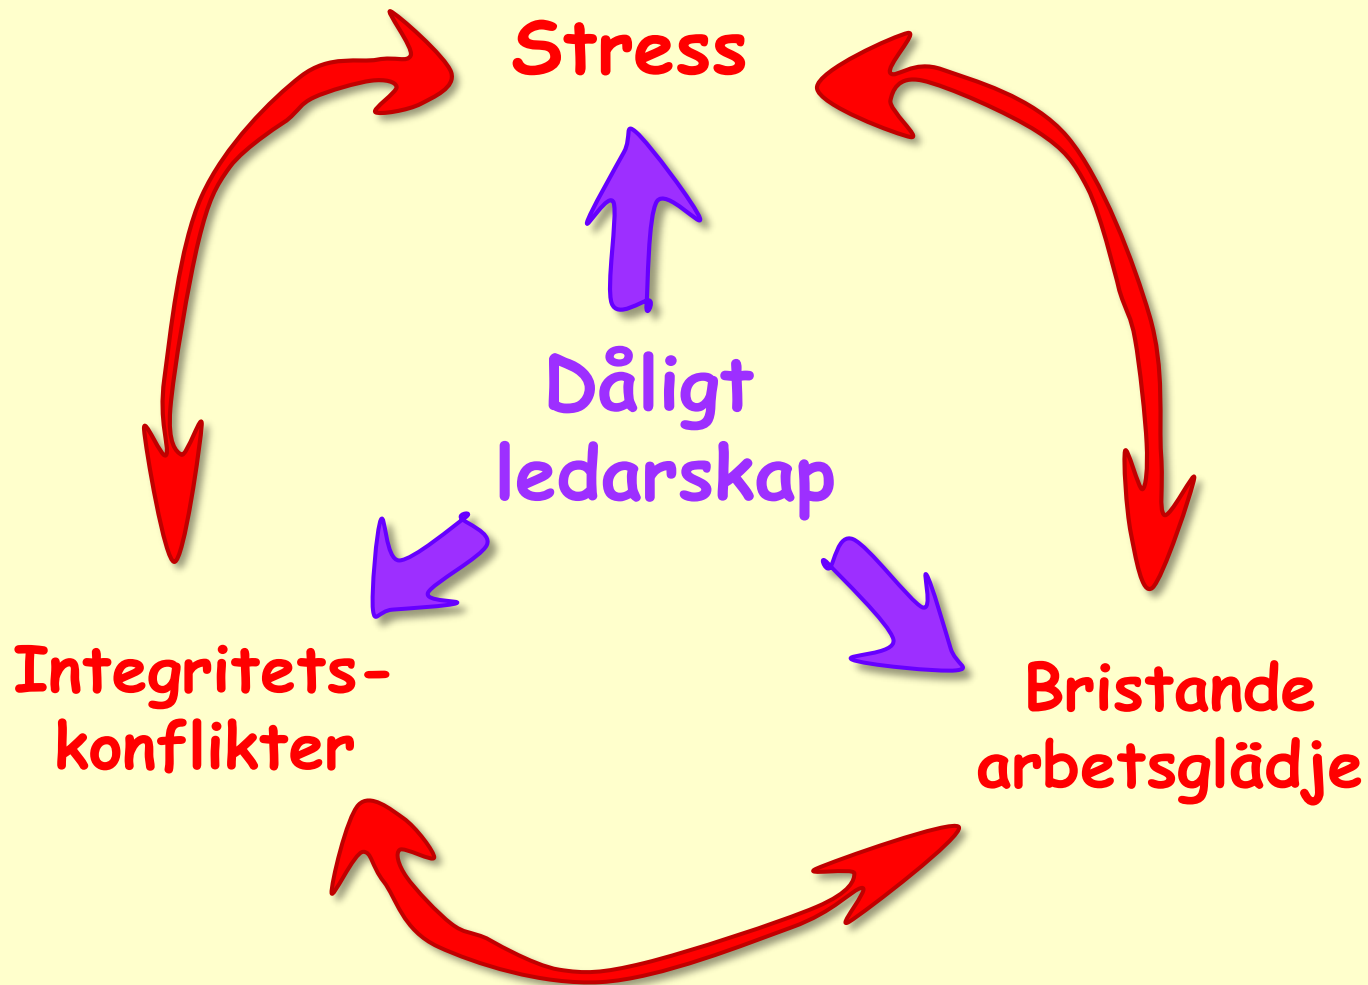 Stress
Dåligt
ledarskap
Integritets-
konflikter
Bristande
arbetsglädje